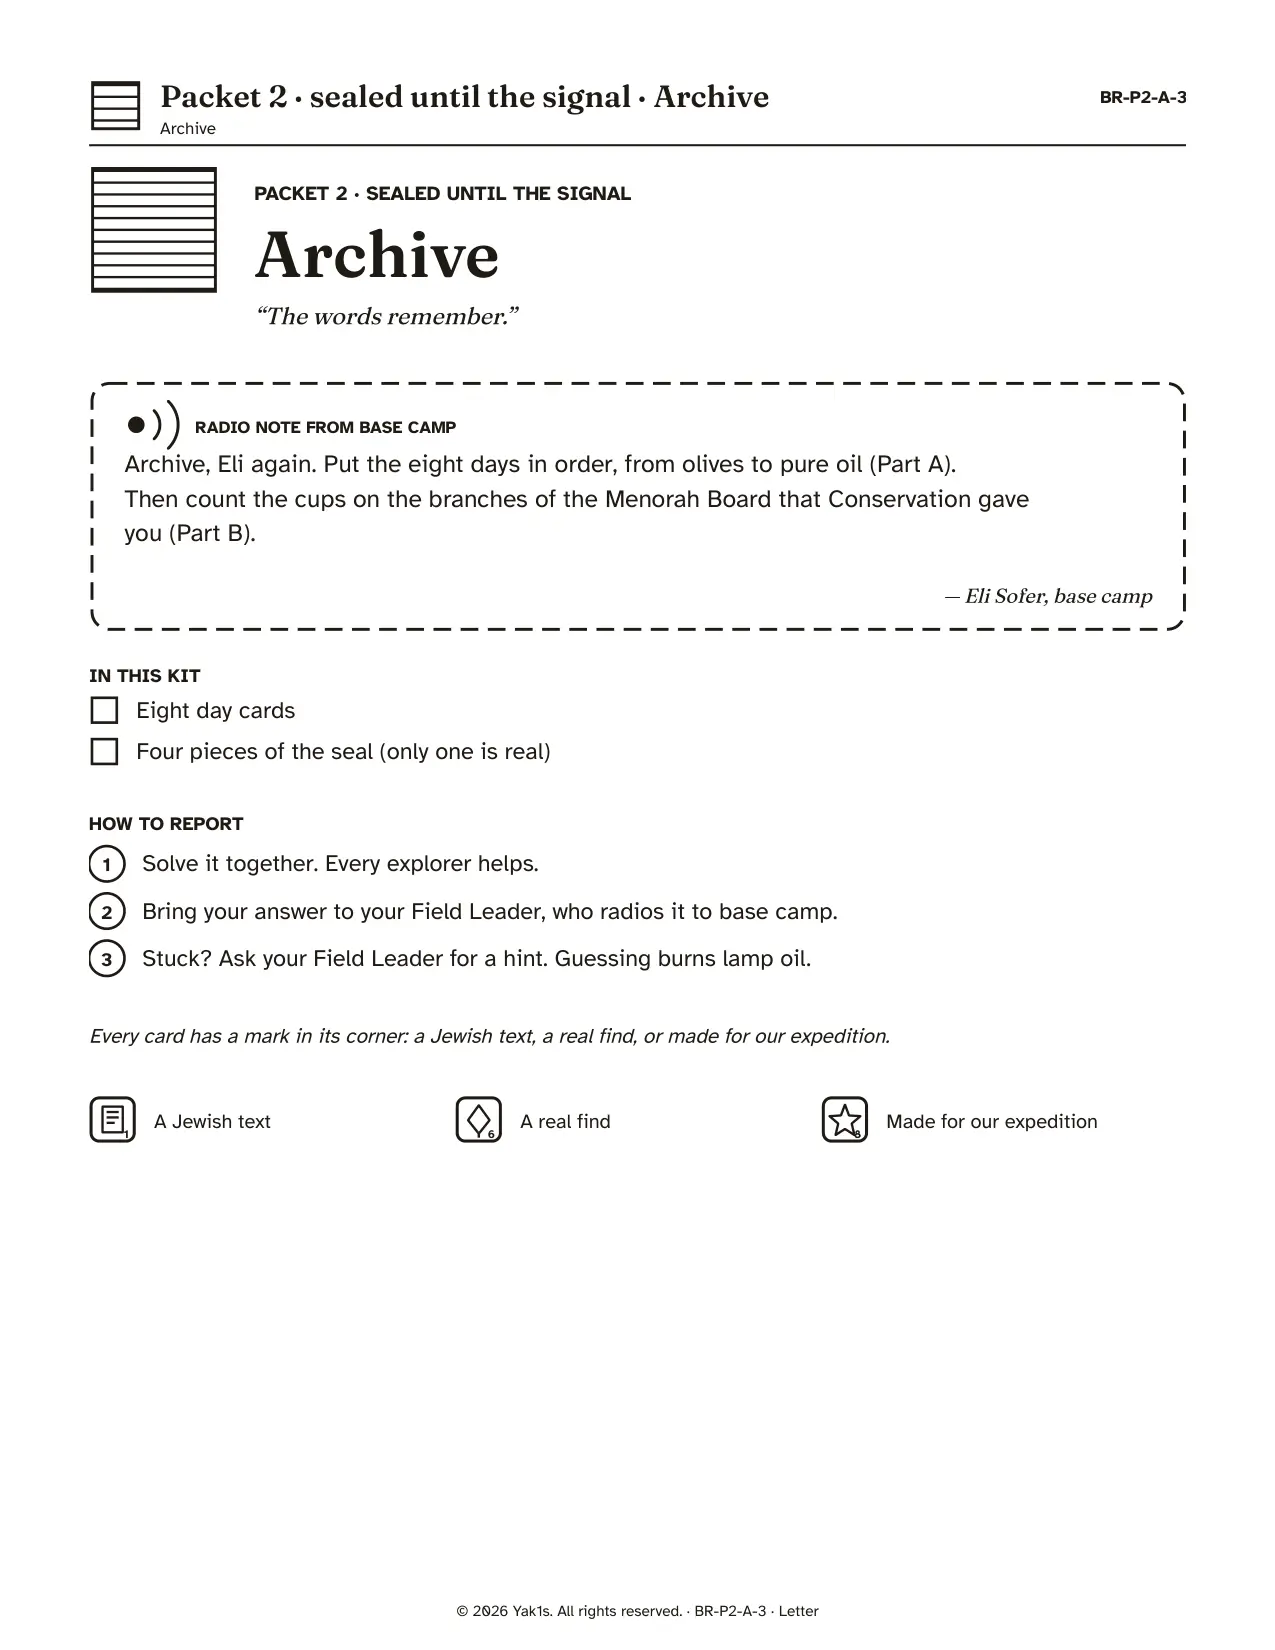 Packet 2 · sealed until the signal · Archive
BR-P2-A-3
Archive
PACKET 2 · SEALED UNTIL THE SIGNAL
Archive
“The words remember.”
RADIO NOTE FROM BASE CAMP
Archive, Eli again. Put the eight days in order, from olives to pure oil (Part A).
Then count the cups on the branches of the Menorah Board that Conservation gave
you (Part B).
— Eli Sofer, base camp
IN THIS KIT
Eight day cards
Four pieces of the seal (only one is real)
HOW TO REPORT
1 Solve it together. Every explorer helps.
2 Bring your answer to your Field Leader, who radios it to base camp.
3 Stuck? Ask your Field Leader for a hint. Guessing burns lamp oil.
Every card has a mark in its corner: a Jewish text, a real find, or made for our expedition.
1 A Jewish text
6 A real find
8 Made for our expedition
© 2026 Yak1s. All rights reserved. · BR-P2-A-3 · Letter